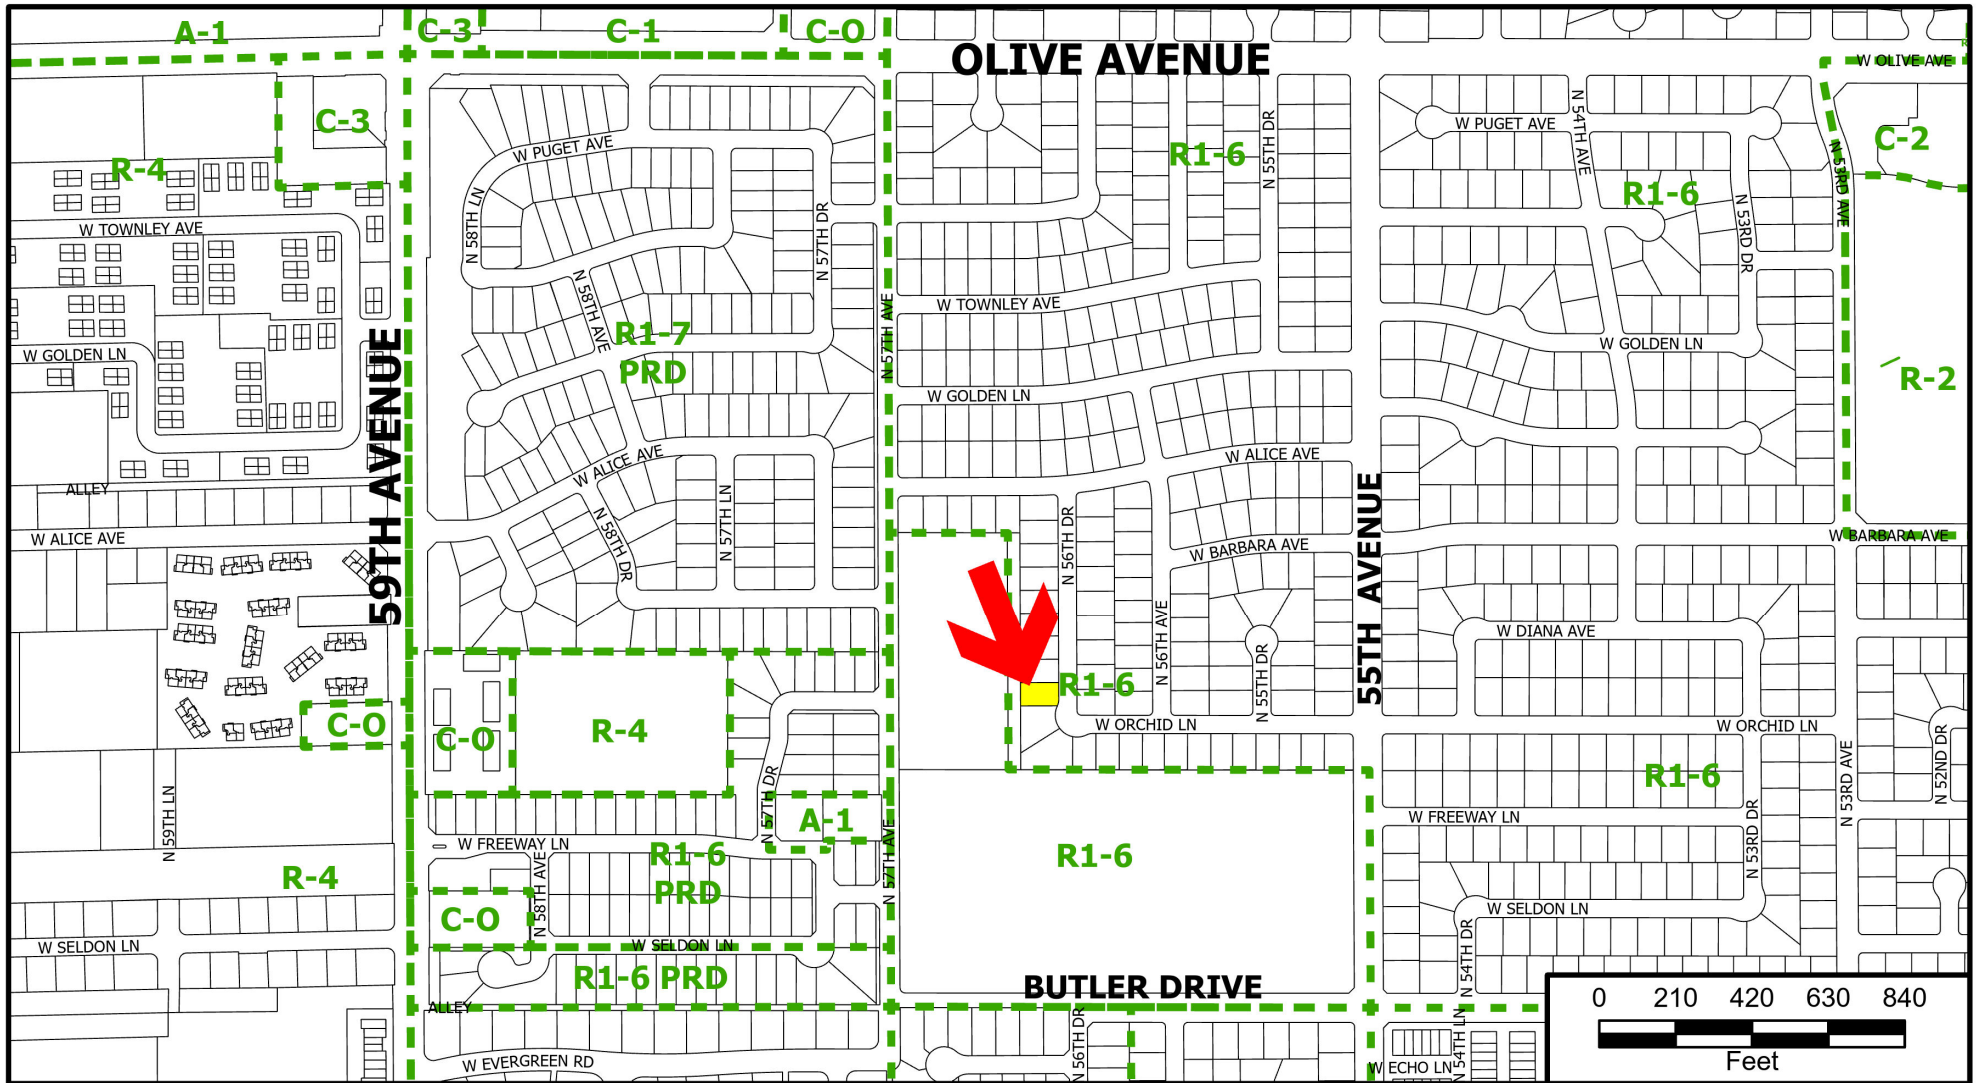 A-1
C-3
C-1
C-O
OLIVE AVENUE
W OLIVE AVE
C-3
R-4
W PUGET AVE
N 58TH LN
N 57TH DR
R1-6
N 55TH DR
W PUGET AVE
N 54TH AVE
R1-6
N 53RD DR
N 53RD AVE
C-2
W TOWNLEY AVE
N 58TH AVE
R1-7
PRD
N 57TH AVE
W TOWNLEY AVE
W GOLDEN LN
W GOLDEN LN
R-2
W GOLDEN LN
59TH AVENUE
W ALICE AVE
W ALICE AVE
ALLEY
W ALICE AVE
N 58TH DR
N 57TH LN
N 56TH DR
W BARBARA AVE
55TH AVENUE
W BARBARA AVE
N 56TH AVE
N 55TH DR
W DIANA AVE
R1-6
W ORCHID LN
W ORCHID LN
C-O
C-O
R-4
N 57TH DR
A-1
N 59TH LN
R-4
W FREEWAY LN
N 58TH AVE
R1-6
PRD
N 57TH AVE
R1-6
R1-6
W FREEWAY LN
N 53RD DR
N 53RD AVE
N 52ND DR
C-O
W SELDON LN
W SELDON LN
W SELDON LN
N 54TH DR
R1-6 PRD
BUTLER DRIVE
ALLEY
W EVERGREEN RD
N 56TH DR
W ECHO LN
N 54TH LN
0 210 420 630 840
Feet